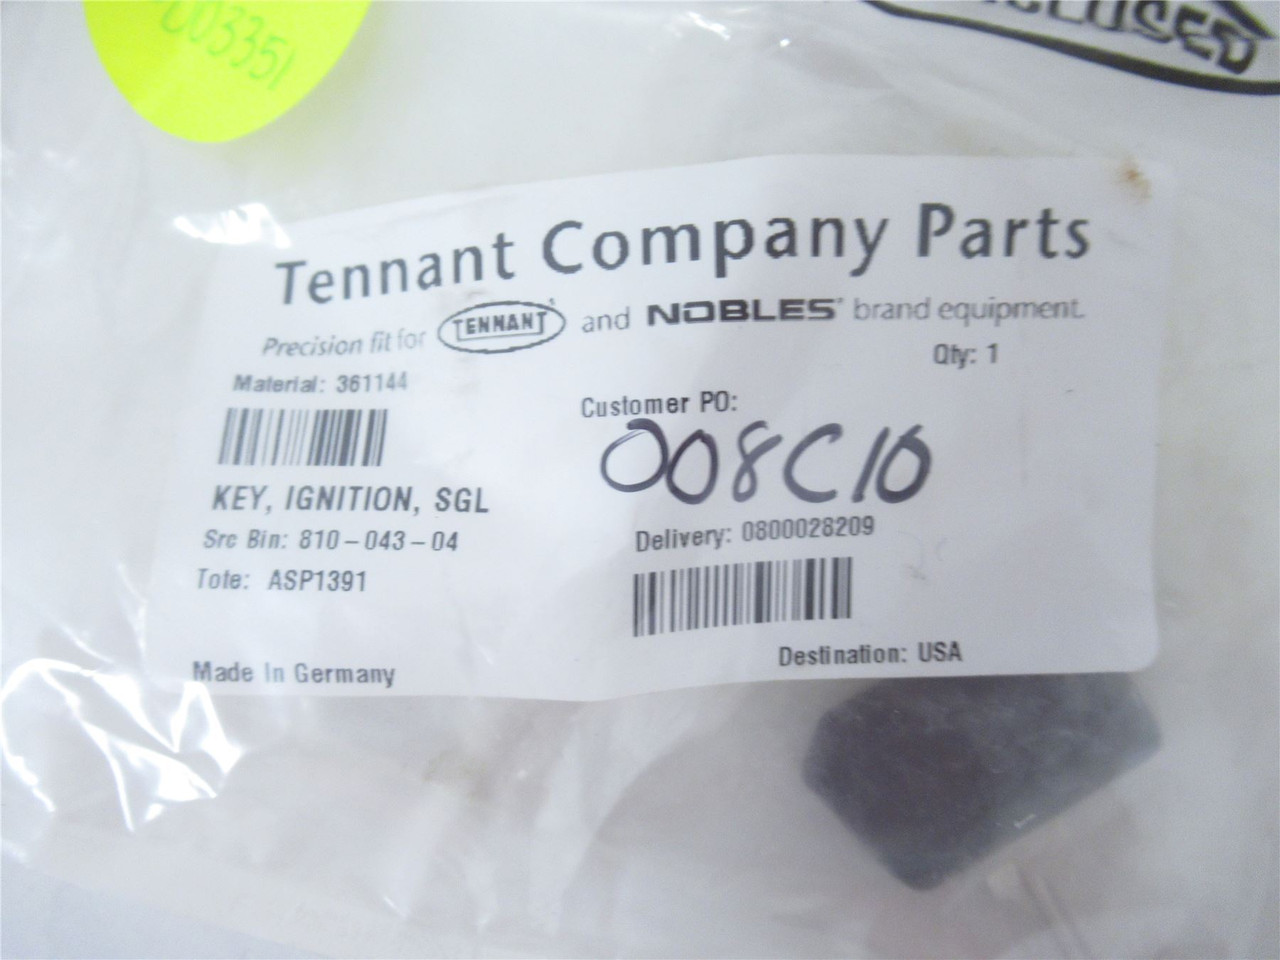 003351
Tennant Company Parts
Precision fit for TENNANT and NOBLES® brand equipment.
Qty: 1
Material: 361144
Customer PO:
008C10
KEY, IGNITION, SGL
Src Bin: 810-043-04
Delivery: 0800028209
Tote: ASP1391
Destination: USA
Made In Germany